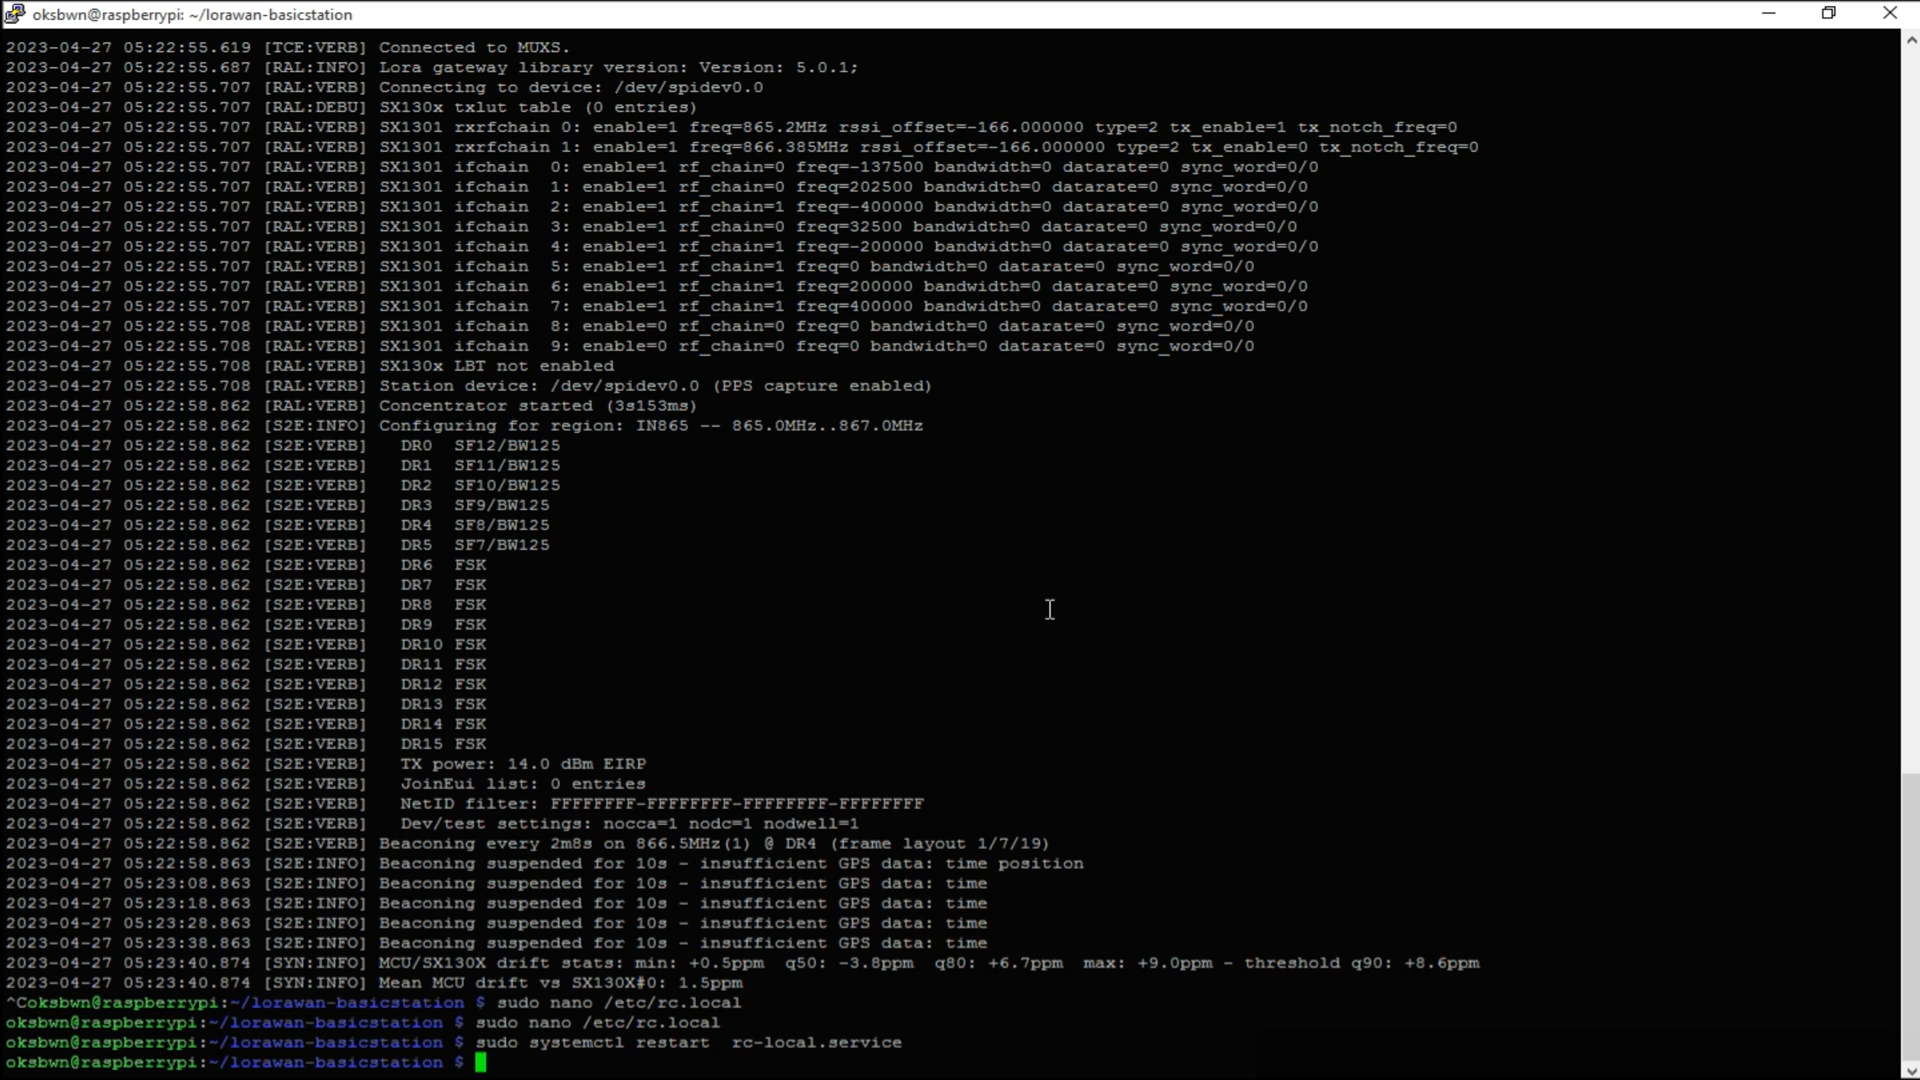 oksbwn@raspberrypi: ~/lorawan-basicstation
2023-04-27 05:22:55.619 [TCE:VERB] Connected to MUXS.
2023-04-27 05:22:55.687 [RAL:INFO] Lora gateway library version: Version: 5.0.1;
2023-04-27 05:22:55.707 [RAL:VERB] Connecting to device: /dev/spidev0.0
2023-04-27 05:22:55.707 [RAL:DEBU] SX130x txlut table (0 entries)
2023-04-27 05:22:55.707 [RAL:VERB] SX1301 rxrfchain 0: enable=1 freq=865.2MHz rssi_offset=-166.000000 type=2 tx_enable=1 tx_notch_freq=0
2023-04-27 05:22:55.707 [RAL:VERB] SX1301 rxrfchain 1: enable=1 freq=866.385MHz rssi_offset=-166.000000 type=2 tx_enable=0 tx_notch_freq=0
2023-04-27 05:22:55.707 [RAL:VERB] SX1301 ifchain  0: enable=1 rf_chain=0 freq=-137500 bandwidth=0 datarate=0 sync_word=0/0
2023-04-27 05:22:55.707 [RAL:VERB] SX1301 ifchain  1: enable=1 rf_chain=0 freq=202500 bandwidth=0 datarate=0 sync_word=0/0
2023-04-27 05:22:55.707 [RAL:VERB] SX1301 ifchain  2: enable=1 rf_chain=1 freq=-400000 bandwidth=0 datarate=0 sync_word=0/0
2023-04-27 05:22:55.707 [RAL:VERB] SX1301 ifchain  3: enable=1 rf_chain=0 freq=32500 bandwidth=0 datarate=0 sync_word=0/0
2023-04-27 05:22:55.707 [RAL:VERB] SX1301 ifchain  4: enable=1 rf_chain=1 freq=-200000 bandwidth=0 datarate=0 sync_word=0/0
2023-04-27 05:22:55.707 [RAL:VERB] SX1301 ifchain  5: enable=1 rf_chain=1 freq=0 bandwidth=0 datarate=0 sync_word=0/0
2023-04-27 05:22:55.707 [RAL:VERB] SX1301 ifchain  6: enable=1 rf_chain=1 freq=200000 bandwidth=0 datarate=0 sync_word=0/0
2023-04-27 05:22:55.707 [RAL:VERB] SX1301 ifchain  7: enable=1 rf_chain=1 freq=400000 bandwidth=0 datarate=0 sync_word=0/0
2023-04-27 05:22:55.708 [RAL:VERB] SX1301 ifchain  8: enable=0 rf_chain=0 freq=0 bandwidth=0 datarate=0 sync_word=0/0
2023-04-27 05:22:55.708 [RAL:VERB] SX1301 ifchain  9: enable=0 rf_chain=0 freq=0 bandwidth=0 datarate=0 sync_word=0/0
2023-04-27 05:22:55.708 [RAL:VERB] SX130x LBT not enabled
2023-04-27 05:22:55.708 [RAL:VERB] Station device: /dev/spidev0.0 (PPS capture enabled)
2023-04-27 05:22:58.862 [RAL:VERB] Concentrator started (3s153ms)
2023-04-27 05:22:58.862 [S2E:INFO] Configuring for region: IN865 -- 865.0MHz..867.0MHz
2023-04-27 05:22:58.862 [S2E:VERB]   DR0  SF12/BW125
2023-04-27 05:22:58.862 [S2E:VERB]   DR1  SF11/BW125
2023-04-27 05:22:58.862 [S2E:VERB]   DR2  SF10/BW125
2023-04-27 05:22:58.862 [S2E:VERB]   DR3  SF9/BW125
2023-04-27 05:22:58.862 [S2E:VERB]   DR4  SF8/BW125
2023-04-27 05:22:58.862 [S2E:VERB]   DR5  SF7/BW125
2023-04-27 05:22:58.862 [S2E:VERB]   DR6  FSK
2023-04-27 05:22:58.862 [S2E:VERB]   DR7  FSK
2023-04-27 05:22:58.862 [S2E:VERB]   DR8  FSK
2023-04-27 05:22:58.862 [S2E:VERB]   DR9  FSK
2023-04-27 05:22:58.862 [S2E:VERB]   DR10 FSK
2023-04-27 05:22:58.862 [S2E:VERB]   DR11 FSK
2023-04-27 05:22:58.862 [S2E:VERB]   DR12 FSK
2023-04-27 05:22:58.862 [S2E:VERB]   DR13 FSK
2023-04-27 05:22:58.862 [S2E:VERB]   DR14 FSK
2023-04-27 05:22:58.862 [S2E:VERB]   DR15 FSK
2023-04-27 05:22:58.862 [S2E:VERB]   TX power: 14.0 dBm EIRP
2023-04-27 05:22:58.862 [S2E:VERB]   JoinEui list: 0 entries
2023-04-27 05:22:58.862 [S2E:VERB]   NetID filter: FFFFFFFF-FFFFFFFF-FFFFFFFF-FFFFFFFF
2023-04-27 05:22:58.862 [S2E:VERB]   Dev/test settings: nocca=1 nodc=1 nodwell=1
2023-04-27 05:22:58.862 [S2E:VERB] Beaconing every 2m8s on 866.5MHz(1) @ DR4 (frame layout 1/7/19)
2023-04-27 05:22:58.863 [S2E:INFO] Beaconing suspended for 10s - insufficient GPS data: time position
2023-04-27 05:23:08.863 [S2E:INFO] Beaconing suspended for 10s - insufficient GPS data: time
2023-04-27 05:23:18.863 [S2E:INFO] Beaconing suspended for 10s - insufficient GPS data: time
2023-04-27 05:23:28.863 [S2E:INFO] Beaconing suspended for 10s - insufficient GPS data: time
2023-04-27 05:23:38.863 [S2E:INFO] Beaconing suspended for 10s - insufficient GPS data: time
2023-04-27 05:23:40.874 [SYN:INFO] MCU/SX130X drift stats: min: +0.5ppm  q50: -3.8ppm  q80: +6.7ppm  max: +9.0ppm - threshold q90: +8.6ppm
2023-04-27 05:23:40.874 [SYN:INFO] Mean MCU drift vs SX130X#0: 1.5ppm
^Coksbwn@raspberrypi:~/lorawan-basicstation $ sudo nano /etc/rc.local
oksbwn@raspberrypi:~/lorawan-basicstation $ sudo nano /etc/rc.local
oksbwn@raspberrypi:~/lorawan-basicstation $ sudo systemctl restart  rc-local.service
oksbwn@raspberrypi:~/lorawan-basicstation $